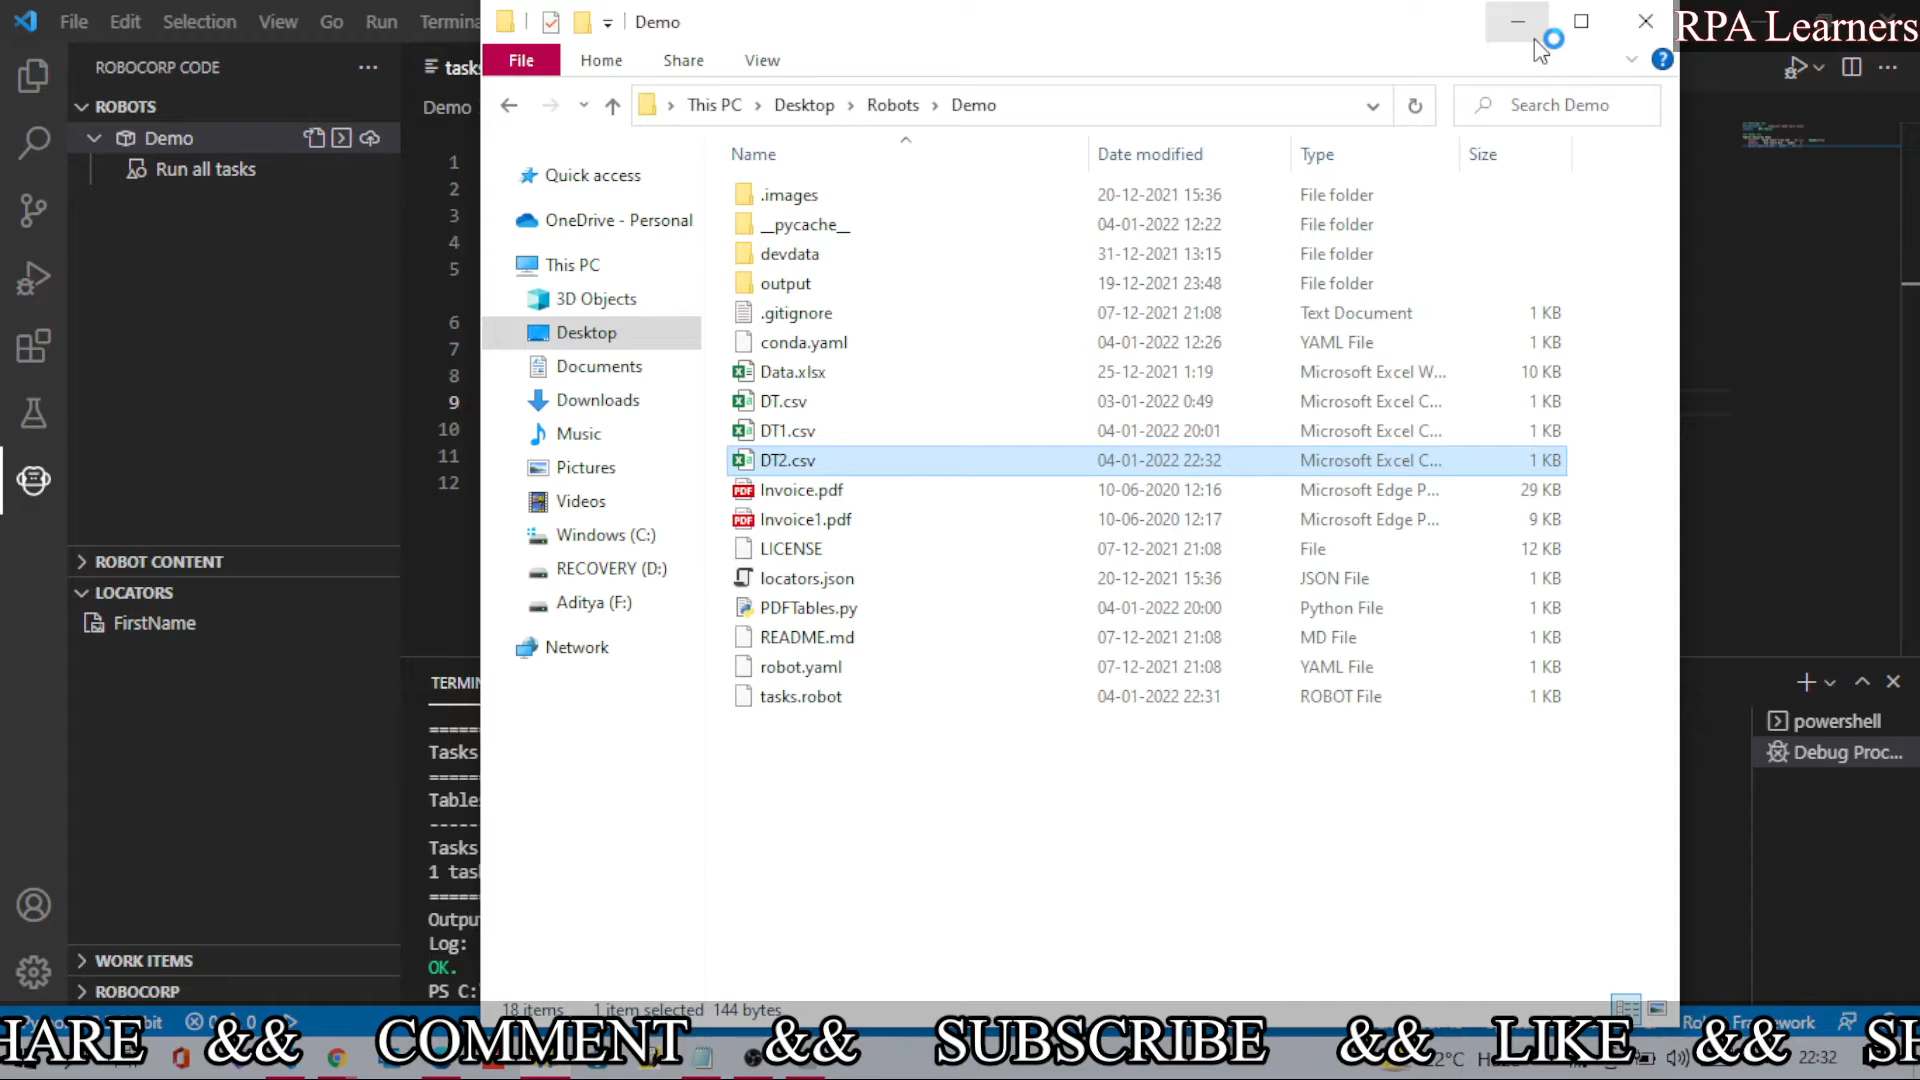 File Edit Selection View Go Run Termina
Demo
RPA Learners
ROBOCORP CODE
tasks
File Home Share View
ROBOTS
Demo
This PC Desktop Robots Demo
Search Demo
Demo
Run all tasks
1
2
3
4
5
6
7
8
9
10
11
12
Name Date modified Type Size
Quick access
OneDrive - Personal
This PC
3D Objects
Desktop
Documents
Downloads
Music
Pictures
Videos
Windows (C:)
RECOVERY (D:)
Aditya (F:)
Network
.images 20-12-2021 15:36 File folder
__pycache__ 04-01-2022 12:22 File folder
devdata 31-12-2021 13:15 File folder
output 19-12-2021 23:48 File folder
.gitignore 07-12-2021 21:08 Text Document 1 KB
conda.yaml 04-01-2022 12:26 YAML File 1 KB
Data.xlsx 25-12-2021 1:19 Microsoft Excel W... 10 KB
DT.csv 03-01-2022 0:49 Microsoft Excel C... 1 KB
DT1.csv 04-01-2022 20:01 Microsoft Excel C... 1 KB
DT2.csv 04-01-2022 22:32 Microsoft Excel C... 1 KB
Invoice.pdf 10-06-2020 12:16 Microsoft Edge P... 29 KB
Invoice1.pdf 10-06-2020 12:17 Microsoft Edge P... 9 KB
LICENSE 07-12-2021 21:08 File 12 KB
locators.json 20-12-2021 15:36 JSON File 1 KB
PDFTables.py 04-01-2022 20:00 Python File 1 KB
README.md 07-12-2021 21:08 MD File 1 KB
robot.yaml 07-12-2021 21:08 YAML File 1 KB
tasks.robot 04-01-2022 22:31 ROBOT File 1 KB
ROBOT CONTENT
LOCATORS
FirstName
WORK ITEMS
ROBOCORP
TERMIN
=====
Tasks
=====
Tables
-----
Tasks
1 tas
=====
Output
Log:
OK.
PS C:
powershell
Debug Proc...
18 items 1 item selected 144 bytes
HARE && COMMENT && SUBSCRIBE && LIKE && SH
22:32